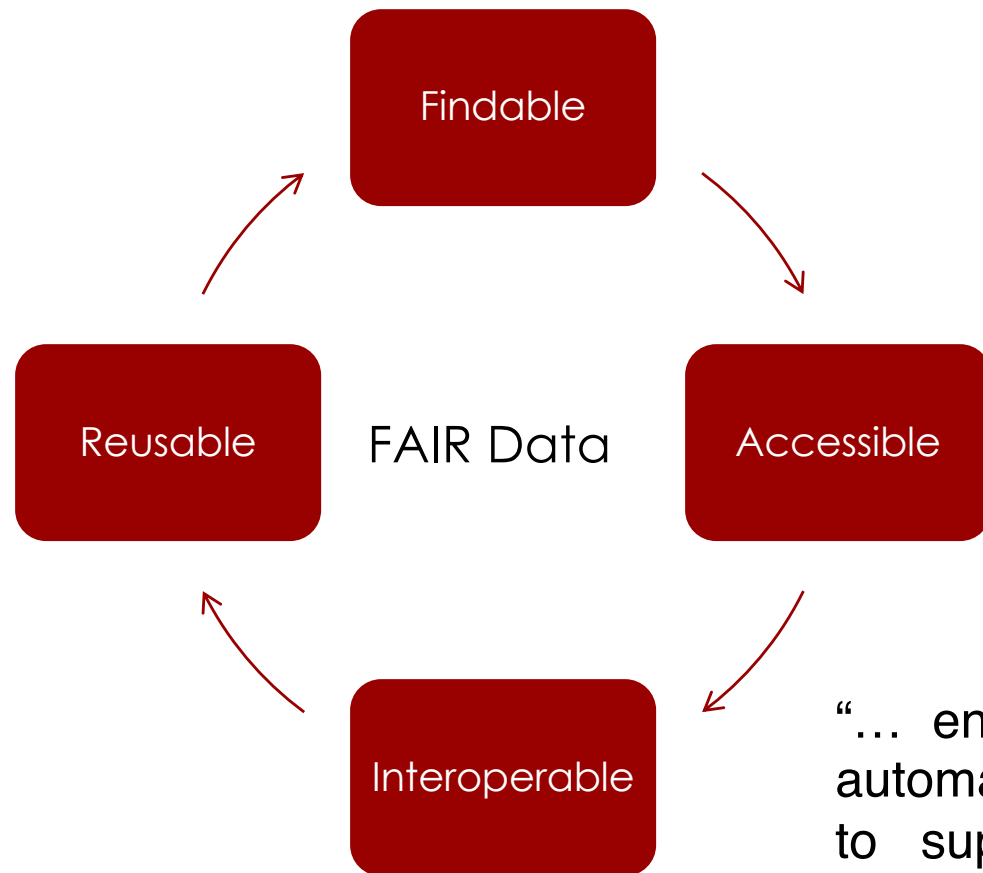 Findable
Reusable
FAIR Data
Accessible
Interoperable
“…
to